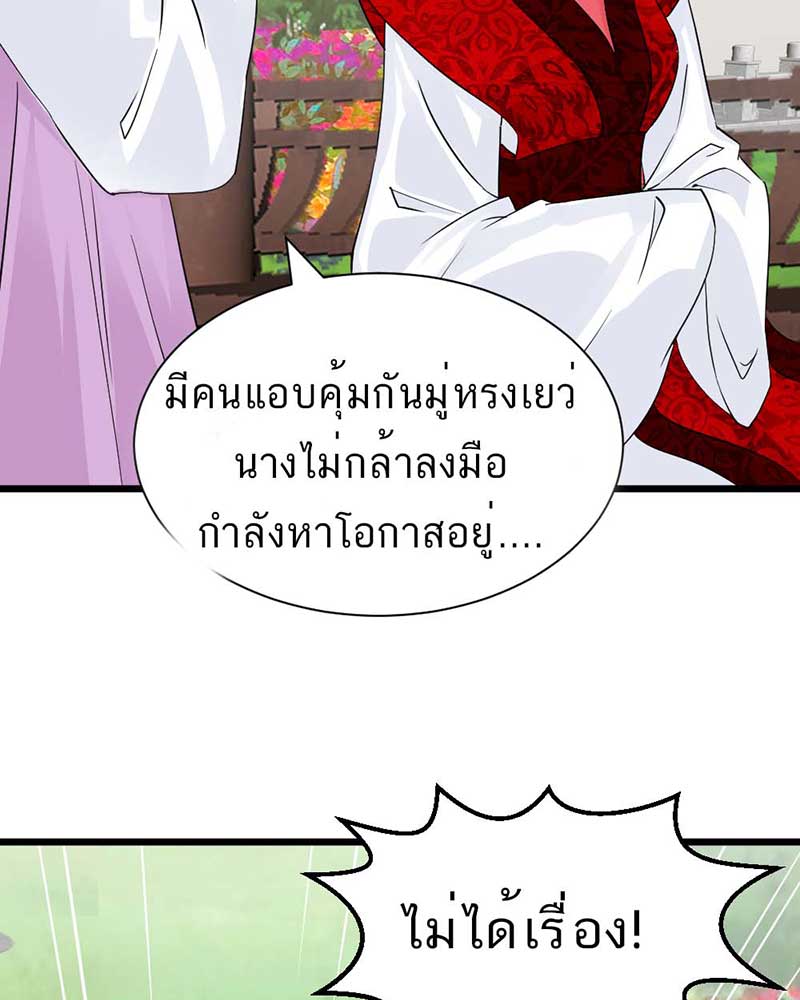 มีคนแอบคุ้มกันมู่หรงเยว่
นางไม่กล้าลงมือ
กำลังหาโอกาสอยู่....
ไม่ได้เรื่อง!